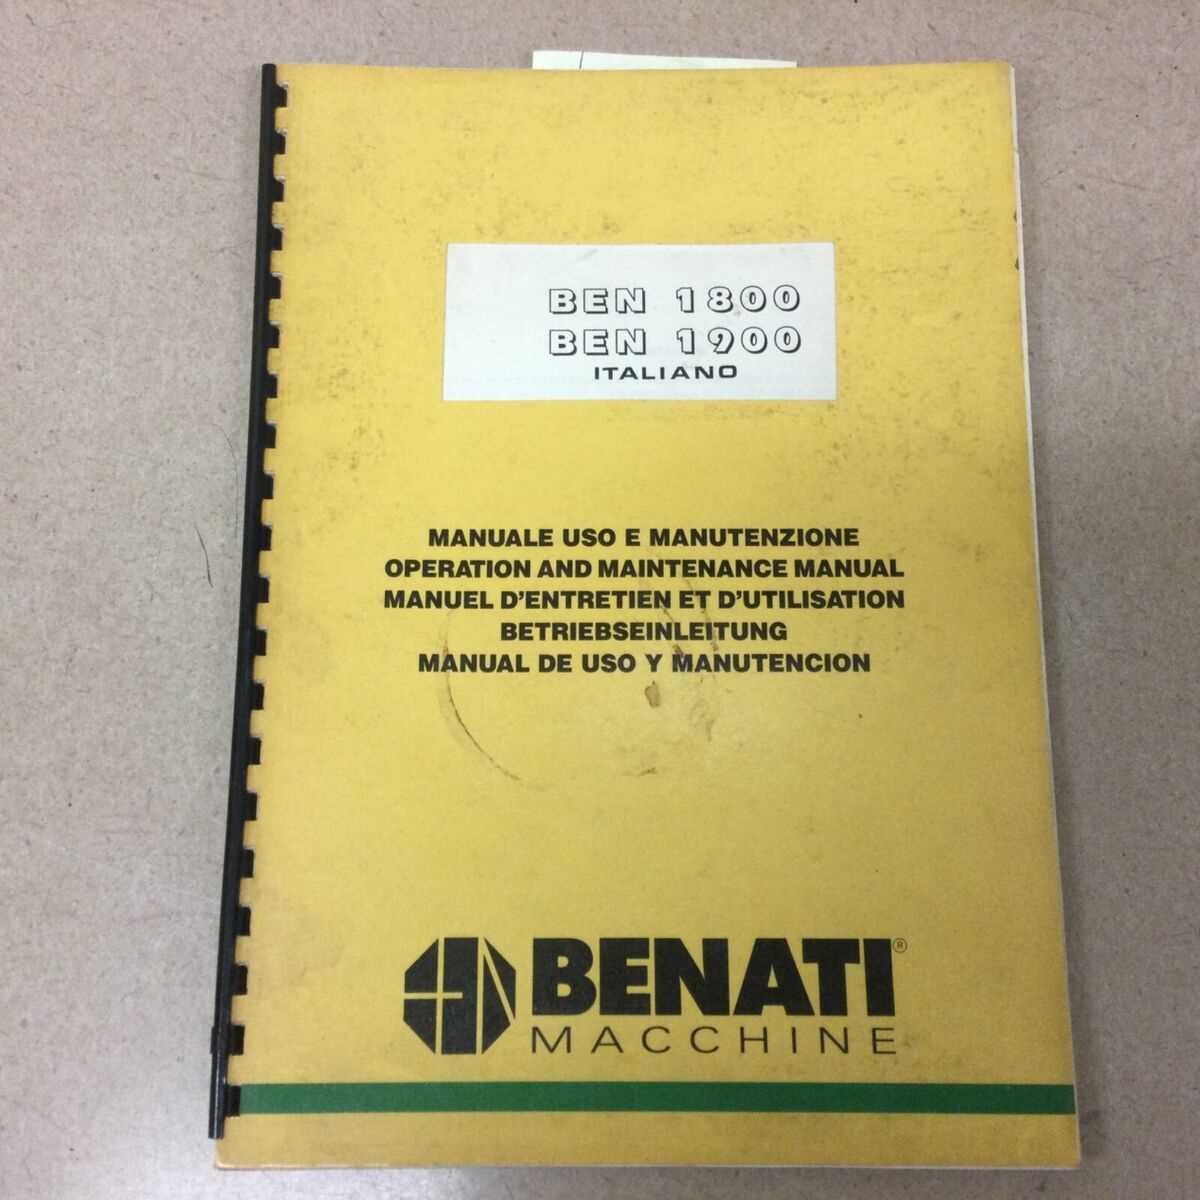 BEN 1800
BEN 1900
ITALIANO
MANUALE USO E MANUTENZIONE
OPERATION AND MAINTENANCE MANUAL
MANUEL D'ENTRETIEN ET D'UTILISATION
BETRIEBSEINLEITUNG
MANUAL DE USO Y MANUTENCION
BENATI®
MACCHINE